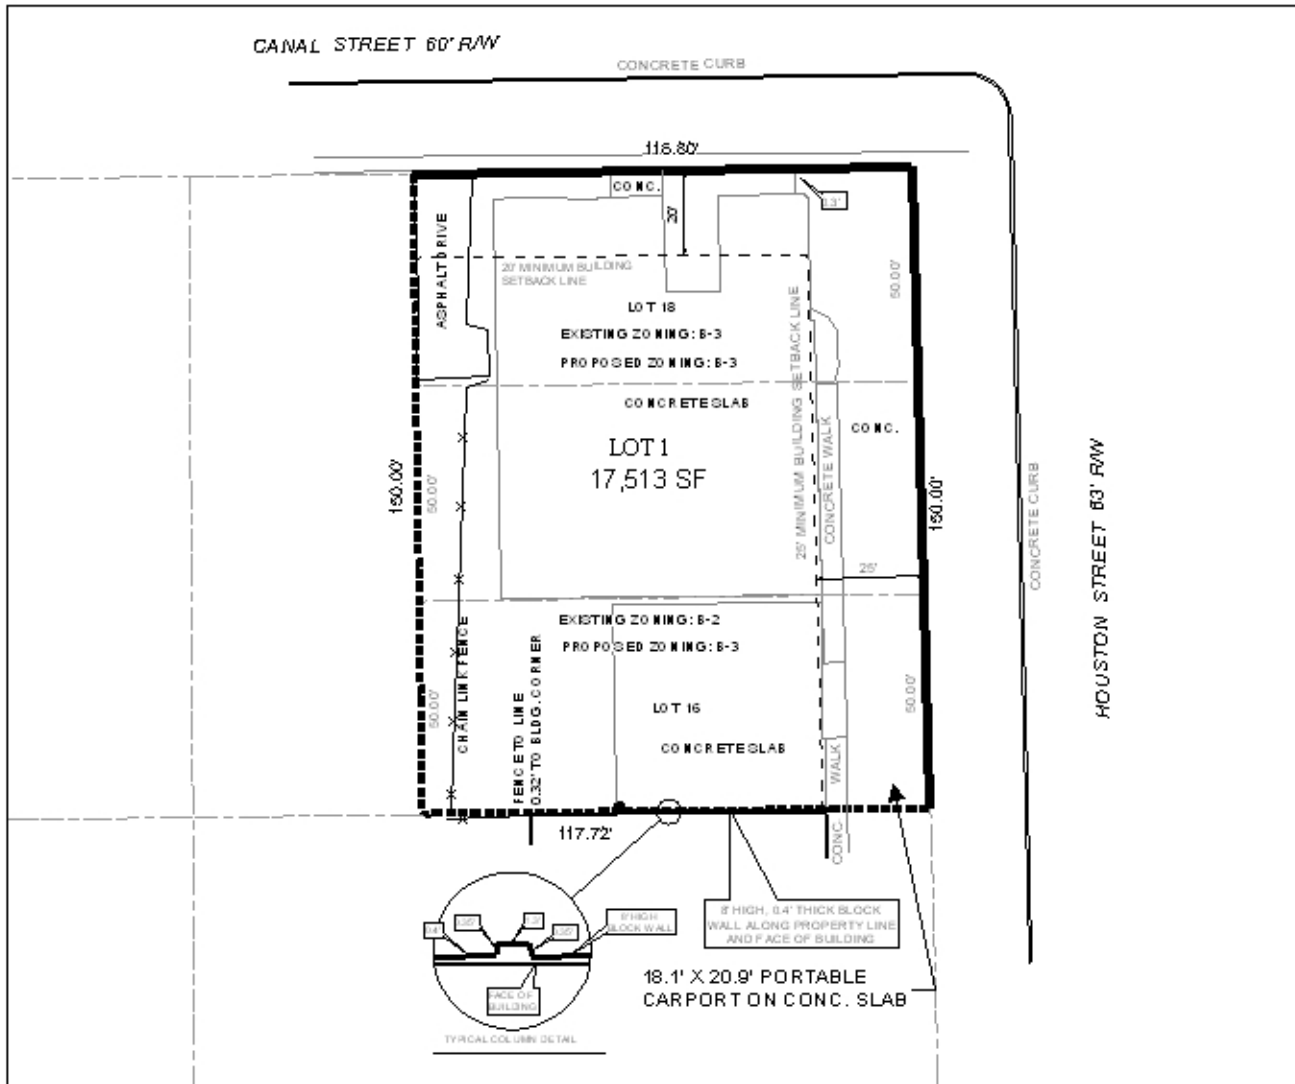 CANAL STREET 60' R/W
CONCRETE CURB
CONC.
20'
ASPHALT DRIVE
20' MINIMUM BUILDING
SETBACK LINE
50.00'
LOT 18
EXISTING ZONING: B-3
PROPOSED ZONING: B-3
25' MINIMUM BUILDING SETBACK LINE
CONCRETE SLAB
CONC.
LOT 1
17,513 SF
CONCRETE WALK
150.00'
50.00'
150.00'
CONCRETE CURB
HOUSTON STREET 63' R/W
25'
EXISTING ZONING: B-2
PROPOSED ZONING: B-3
CHAIN LINK FENCE
FENCE TO LINE
0.32' TO BLDG. CORNER
50.00'
50.00'
LOT 16
CONCRETE SLAB
WALK
CONC.
117.72'
8' HIGH, 0.4' THICK BLOCK
WALL ALONG PROPERTY LINE
AND FACE OF BUILDING
8' HIGH
BLOCK WALL
FACE OF
BUILDING
18.1' X 20.9' PORTABLE
CARPORT ON CONC. SLAB
TYPICAL COLUMN DETAIL